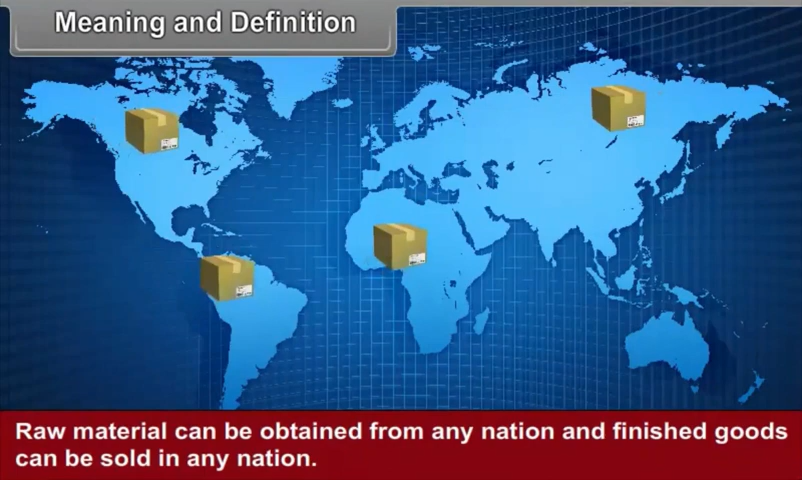 Meaning and Definition
Raw material can be obtained from any nation and finished goods
can be sold in any nation.